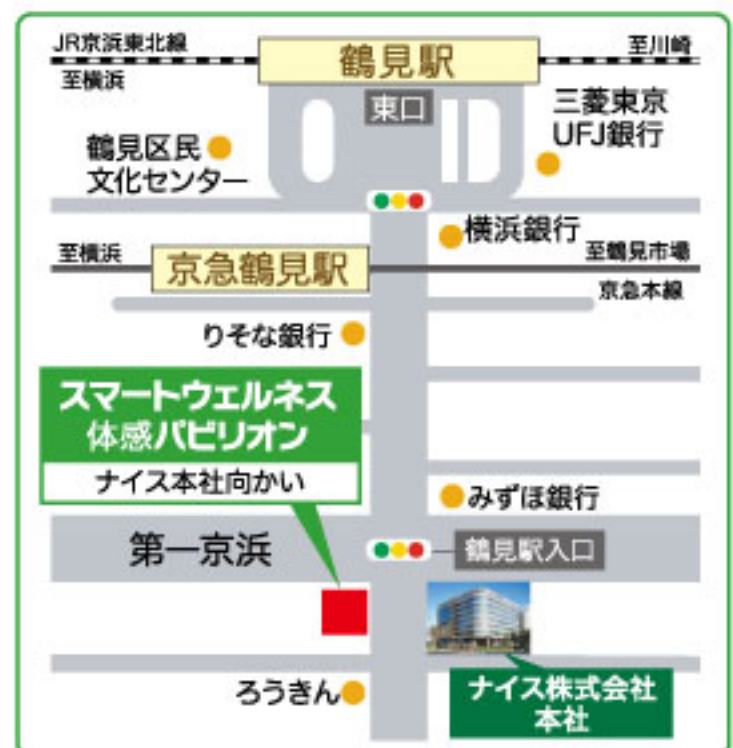 JR京浜東北線
至横浜
鶴見駅
至川崎
東口
三菱東京
UFJ銀行
鶴見区民
文化センター
横浜銀行
至横浜
京急鶴見駅
至鶴見市場
京急本線
りそな銀行
スマートウェルネス
体感パビリオン
ナイス本社向かい
みずほ銀行
第一京浜
鶴見駅入口
ろうきん
ナイス株式会社
本社